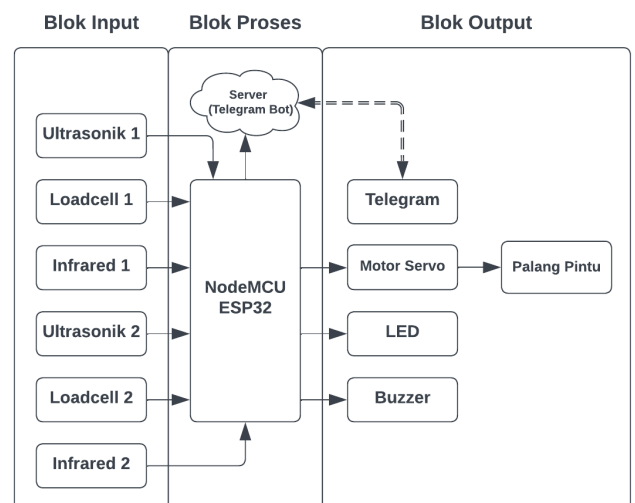 Blok Input
Blok Proses
Blok Output
Server
(Telegram Bot)
Ultrasonik 1
Loadcell 1
Infrared 1
Ultrasonik 2
Loadcell 2
Infrared 2
NodeMCU
ESP32
Telegram
Motor Servo
Palang Pintu
LED
Buzzer